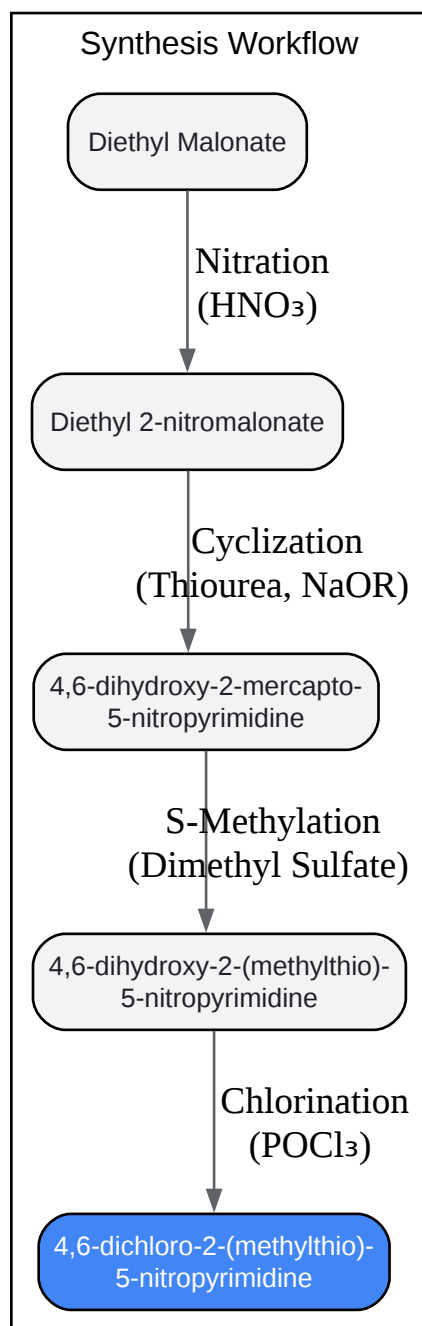 Synthesis Workflow
Diethyl Malonate
Nitration
(HNO₃)
Diethyl 2-nitromalonate
Cyclization
(Thiourea, NaOR)
4,6-dihydroxy-2-mercapto-
5-nitropyrimidine
S-Methylation
(Dimethyl Sulfate)
4,6-dihydroxy-2-(methylthio)-
5-nitropyrimidine
Chlorination
(POCl₃)
4,6-dichloro-2-(methylthio)-
5-nitropyrimidine